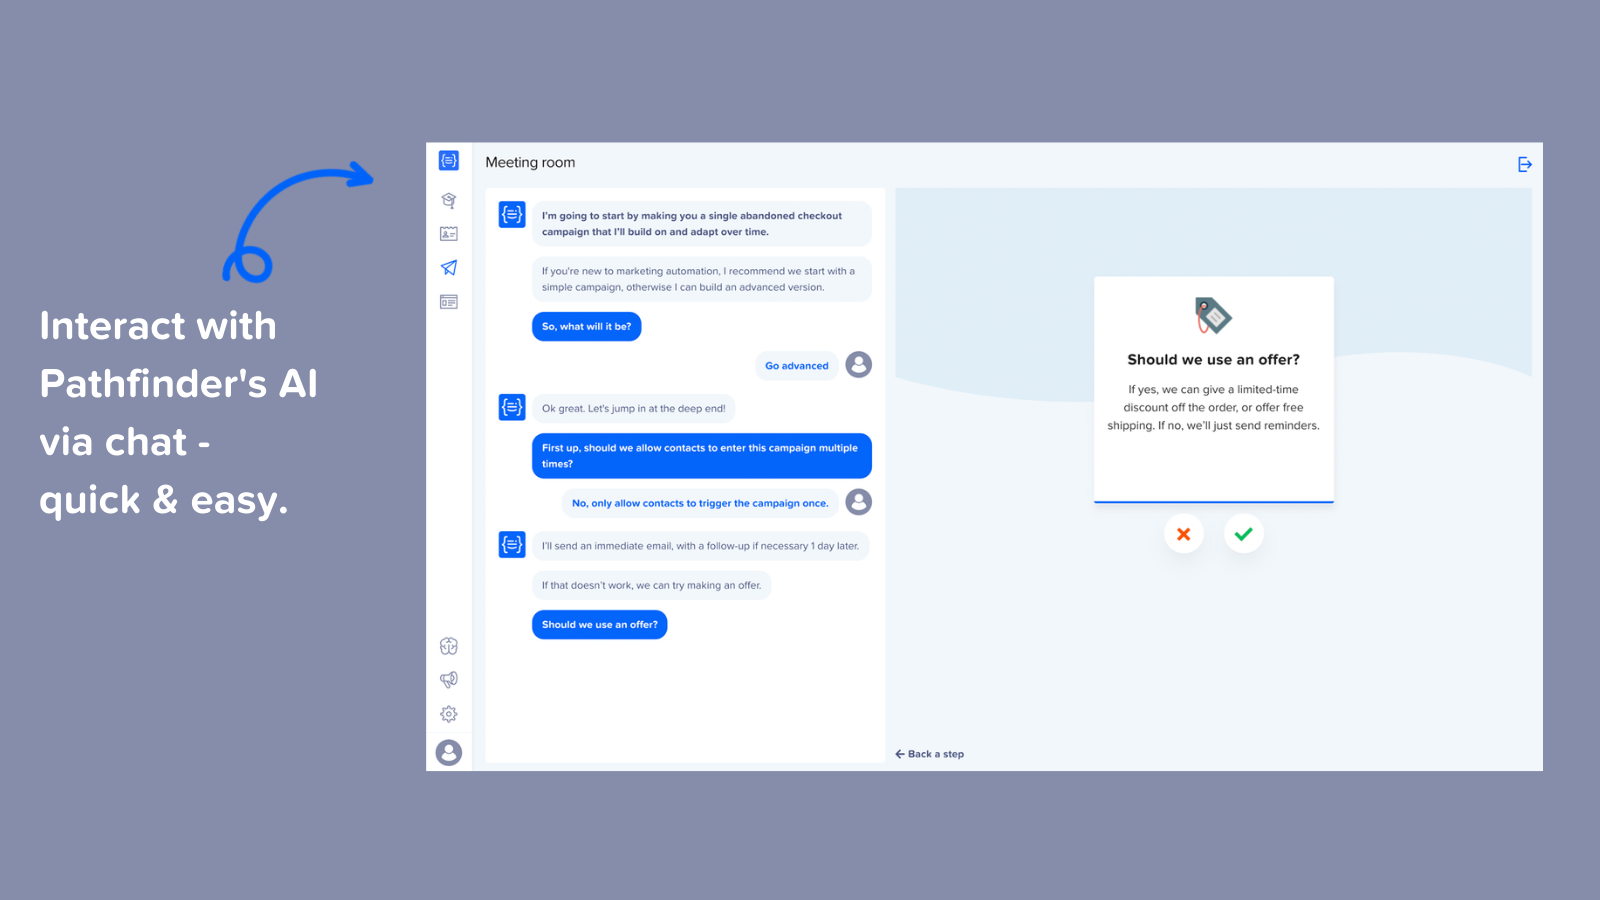 Interact with
Pathfinder's AI
via chat -
quick & easy.
Meeting room
I'm going to start by making you a single abandoned checkout
campaign that I'll build on and adapt over time.
If you're new to marketing automation, I recommend we start with a
simple campaign, otherwise I can build an advanced version.
So, what will it be?
Go advanced
Ok great. Let's jump in at the deep end!
First up, should we allow contacts to enter this campaign multiple
times?
No, only allow contacts to trigger the campaign once.
I'll send an immediate email, with a follow-up if necessary 1 day later.
If that doesn't work, we can try making an offer.
Should we use an offer?
Should we use an offer?
If yes, we can give a limited-time
discount off the order, or offer free
shipping. If no, we'll just send reminders.
Back a step